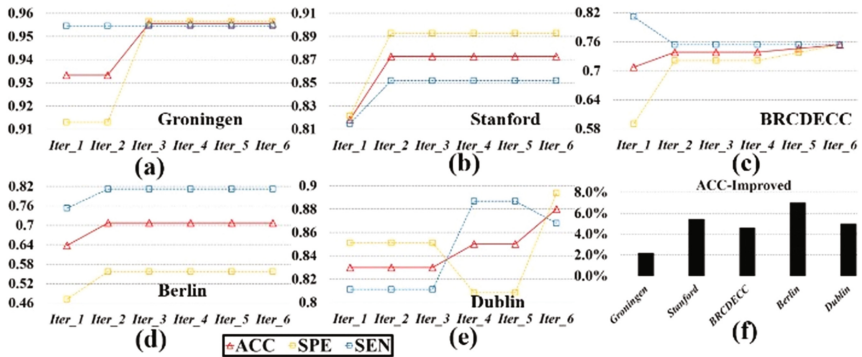 0.96
0.95
0.94
0.93
0.92
0.91
Groningen
Iter_1 Iter_2 Iter_3 Iter_4 Iter_5 Iter_6
(a)
0.91
0.89
0.87
0.85
0.83
0.81
Stanford
Iter_1 Iter_2 Iter_3 Iter_4 Iter_5 Iter_6
(b)
0.82
0.76
0.7
0.64
0.58
BRCDECC
Iter_1 Iter_2 Iter_3 Iter_4 Iter_5 Iter_6
(c)
0.82
0.76
0.7
0.64
0.58
0.52
0.46
Berlin
Iter_1 Iter_2 Iter_3 Iter_4 Iter_5 Iter_6
(d)
0.9
0.88
0.86
0.84
0.82
0.8
Dublin
Iter_1 Iter_2 Iter_3 Iter_4 Iter_5 Iter_6
(e)
ACC-Improved
8.0%
6.0%
4.0%
2.0%
0.0%
Groningen
Stanford
BRCDECC
Berlin
Dublin
(f)
ACC SPE SEN